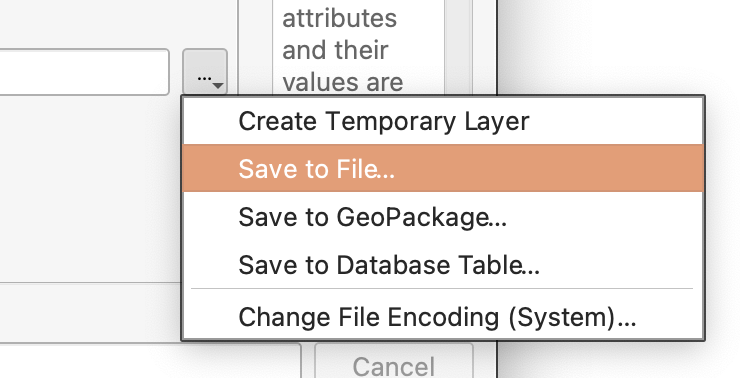 attributes
and their
values are
...
Create Temporary Layer
Save to File...
Save to GeoPackage...
Save to Database Table...
Change File Encoding (System)...
Cancel